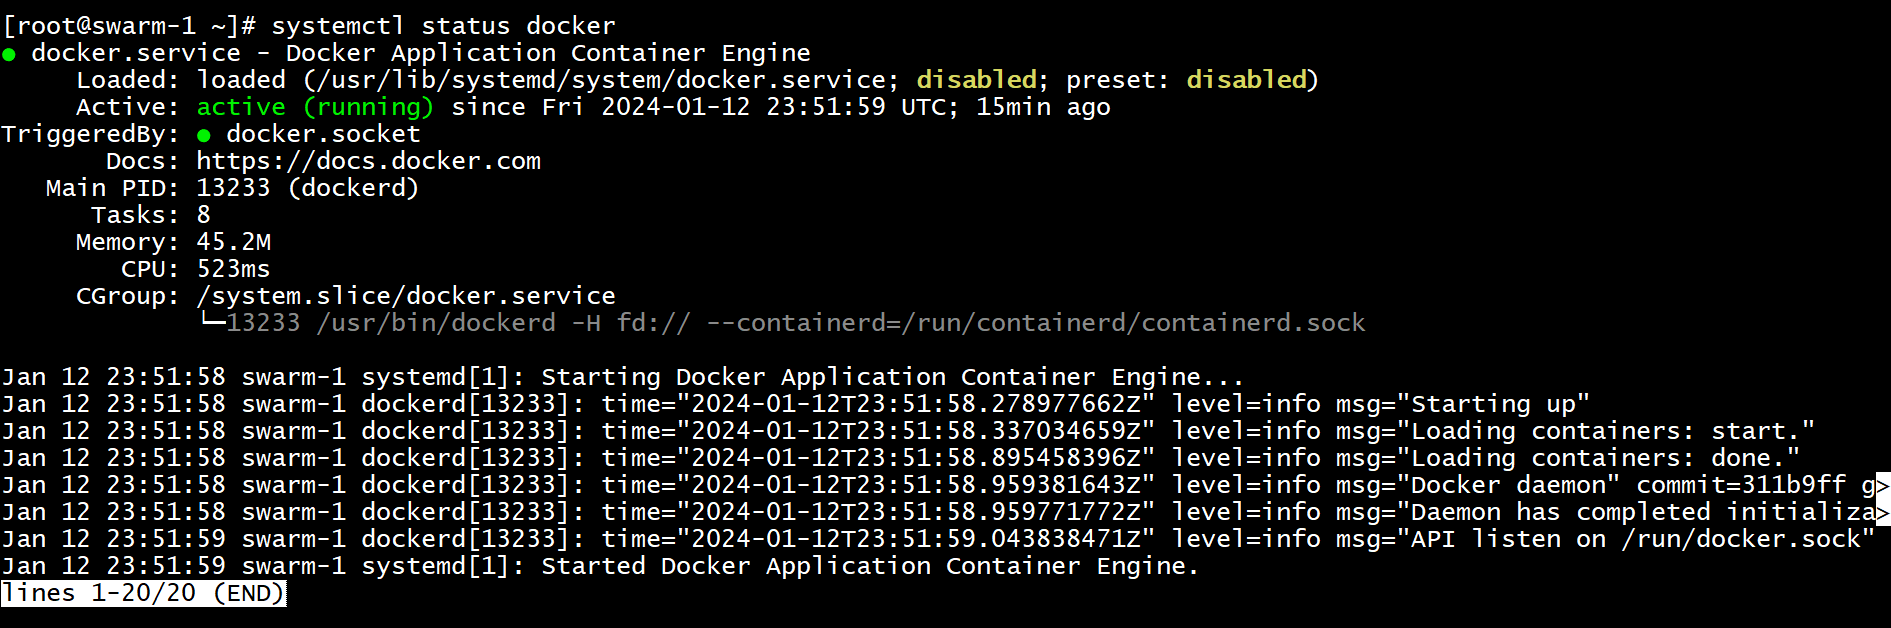 [root@swarm-1 ~]# systemctl status docker
● docker.service - Docker Application Container Engine
     Loaded: loaded (/usr/lib/systemd/system/docker.service; disabled; preset: disabled)
     Active: active (running) since Fri 2024-01-12 23:51:59 UTC; 15min ago
TriggeredBy: ● docker.socket
       Docs: https://docs.docker.com
   Main PID: 13233 (dockerd)
      Tasks: 8
     Memory: 45.2M
        CPU: 523ms
     CGroup: /system.slice/docker.service
             └─13233 /usr/bin/dockerd -H fd:// --containerd=/run/containerd/containerd.sock

Jan 12 23:51:58 swarm-1 systemd[1]: Starting Docker Application Container Engine...
Jan 12 23:51:58 swarm-1 dockerd[13233]: time="2024-01-12T23:51:58.278977662Z" level=info msg="Starting up"
Jan 12 23:51:58 swarm-1 dockerd[13233]: time="2024-01-12T23:51:58.337034659Z" level=info msg="Loading containers: start."
Jan 12 23:51:58 swarm-1 dockerd[13233]: time="2024-01-12T23:51:58.895458396Z" level=info msg="Loading containers: done."
Jan 12 23:51:58 swarm-1 dockerd[13233]: time="2024-01-12T23:51:58.959381643Z" level=info msg="Docker daemon" commit=311b9ff g>
Jan 12 23:51:58 swarm-1 dockerd[13233]: time="2024-01-12T23:51:58.959771772Z" level=info msg="Daemon has completed initializa>
Jan 12 23:51:59 swarm-1 dockerd[13233]: time="2024-01-12T23:51:59.043838471Z" level=info msg="API listen on /run/docker.sock"
Jan 12 23:51:59 swarm-1 systemd[1]: Started Docker Application Container Engine.
lines 1-20/20 (END)